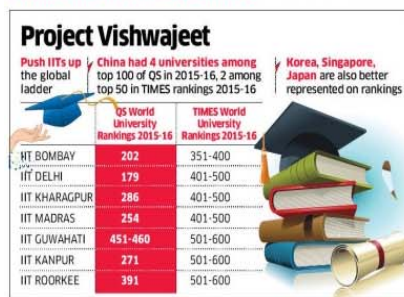 Project Vishwajeet
Push IITs up
the global
ladder
China had 4 universities among
top 100 of QS in 2015-16, 2 among
top 50 in TIMES rankings 2015-16
Korea, Singapore,
Japan are also better
represented on rankings
QS World
University
Rankings 2015-16
TIMES World
University
Rankings 2015-16
IIT BOMBAY 202 351-400
IIT DELHI 179 401-500
IIT KHARAGPUR 286 401-500
IIT MADRAS 254 401-500
IIT GUWAHATI 451-460 501-600
IIT KANPUR 271 501-600
IIT ROORKEE 391 501-600